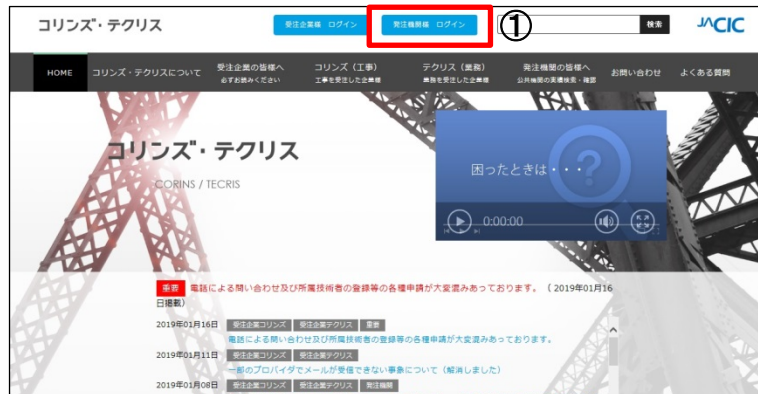 コリンズ・テクリス
受注企業様 ログイン
発注機関様 ログイン
①
検索
JACIC
HOME
コリンズ・テクリスについて
受注企業の皆様へ
必ずお読みください
コリンズ（工事）
工事を受注した企業様
テクリス（業務）
業務を受注した企業様
発注機関の皆様へ
公共機関の実績検索・確認
お問い合わせ
よくある質問
コリンズ・テクリス
CORINS / TECRIS
困ったときは・・・
?
0:00:00
重要 電話による問い合わせ及び所属技術者の登録等の各種申請が大変混みあっております。（ 2019年01月16
日掲載）
2019年01月16日 受注企業コリンズ 受注企業テクリス 重要
電話による問い合わせ及び所属技術者の登録等の各種申請が大変混みあっております。
2019年01月11日 受注企業コリンズ 受注企業テクリス
一部のプロバイダでメールが受信できない事象について（解消しました）
2019年01月08日 受注企業コリンズ 受注企業テクリス 発注機関